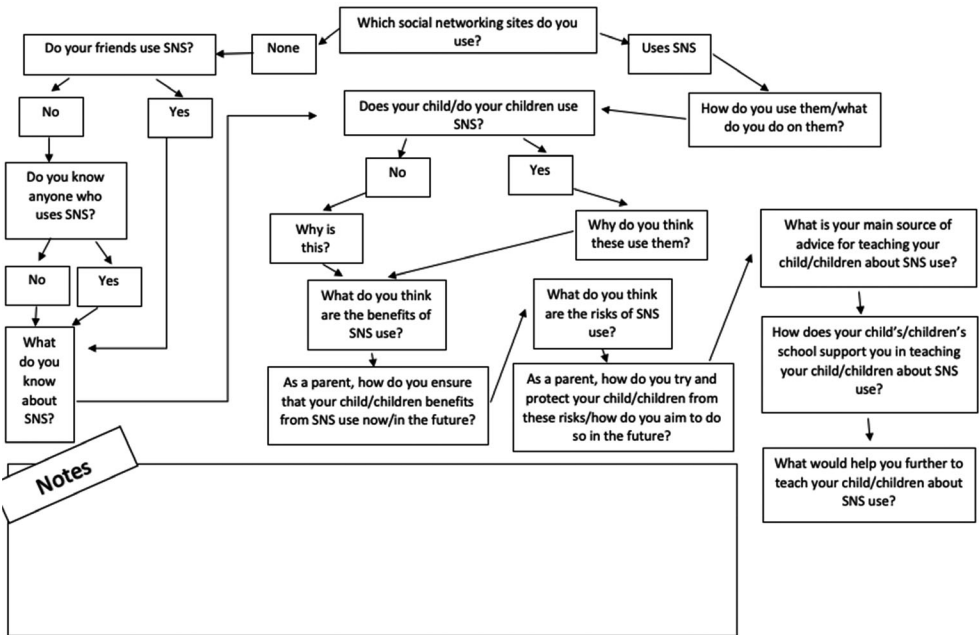 Which social networking sites do you
use?
None
Uses SNS
Do your friends use SNS?
No
Yes
Do you know
anyone who
uses SNS?
No
Yes
What
do you
know
about
SNS?
How do you use them/what
do you do on them?
Does your child/do your children use
SNS?
No
Yes
Why is
this?
Why do you think
these use them?
What do you think
are the benefits of
SNS use?
As a parent, how do you ensure
that your child/children benefits
from SNS use now/in the future?
What do you think
are the risks of SNS
use?
As a parent, how do you try and
protect your child/children from
these risks/how do you aim to do
so in the future?
What is your main source of
advice for teaching your
child/children about SNS use?
How does your child's/children's
school support you in teaching
your child/children about SNS
use?
What would help you further to
teach your child/children about
SNS use?
Notes